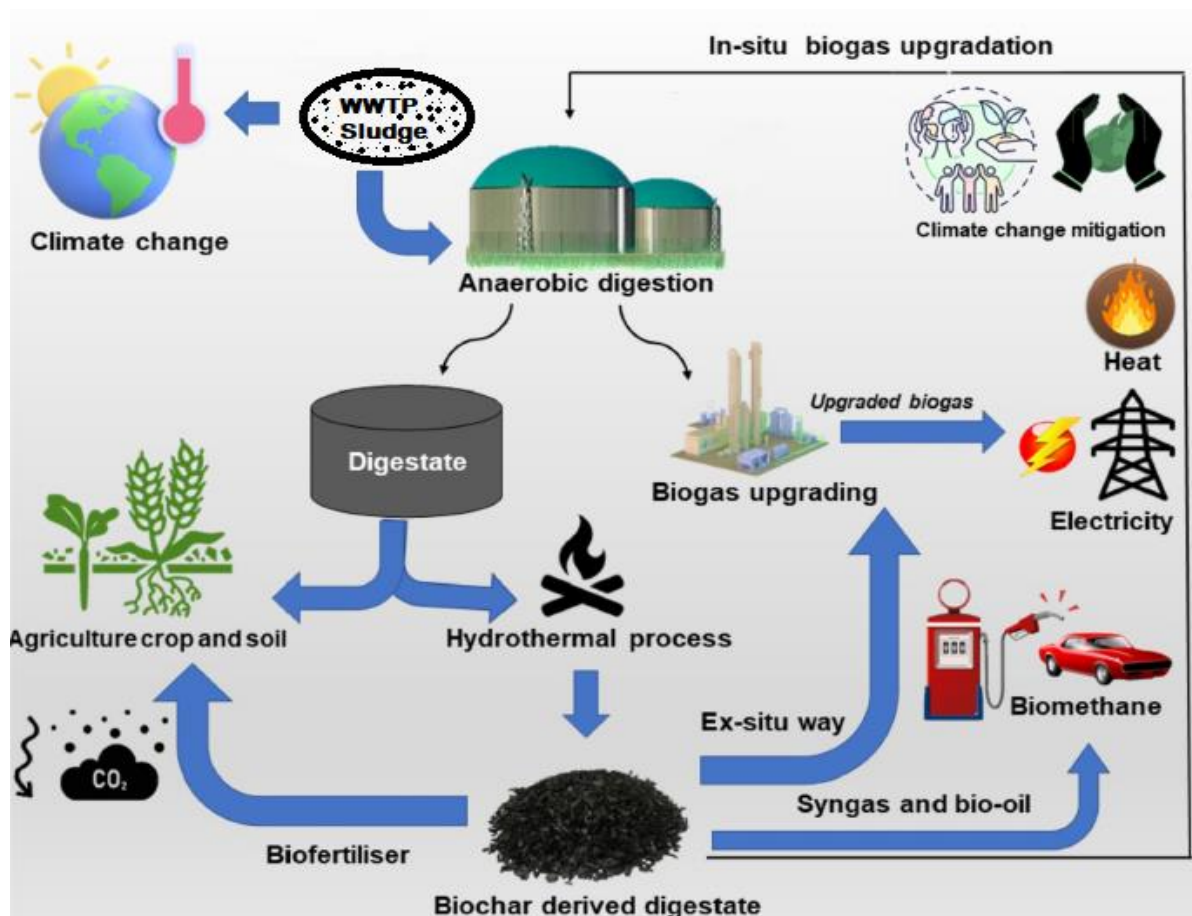 In-situ biogas upgradation
WWTP
Sludge
Climate change
Climate change mitigation
Anaerobic digestion
Heat
Upgraded biogas
Digestate
Biogas upgrading
Electricity
Agriculture crop and soil
Hydrothermal process
Biomethane
Ex-situ way
CO₂
Syngas and bio-oil
Biofertiliser
Biochar derived digestate